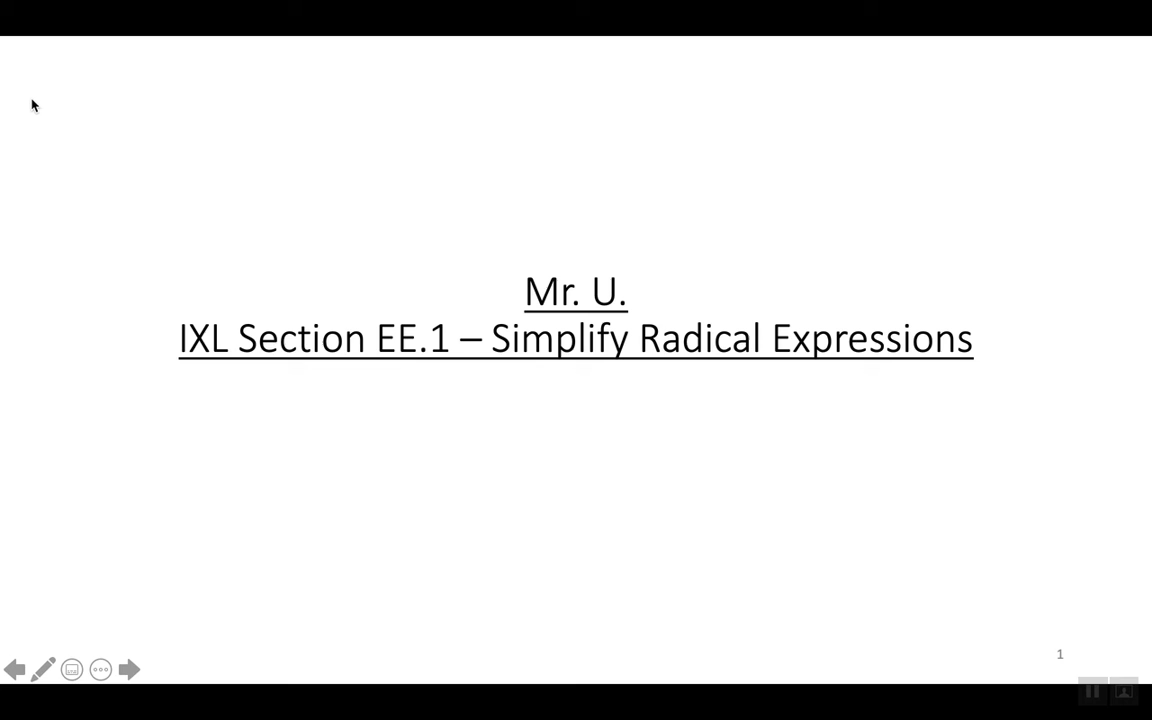 Mr. U.
IXL Section EE.1 – Simplify Radical Expressions
1